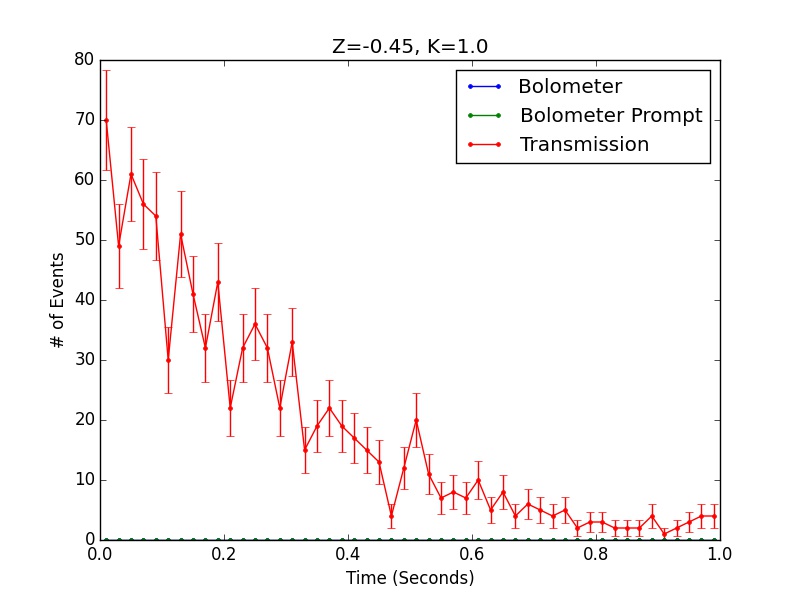 Z=-0.45, K=1.0
80
70
60
50
40
30
20
10
0
# of Events
Bolometer
Bolometer Prompt
Transmission
0.0 0.2 0.4 0.6 0.8 1.0
Time (Seconds)